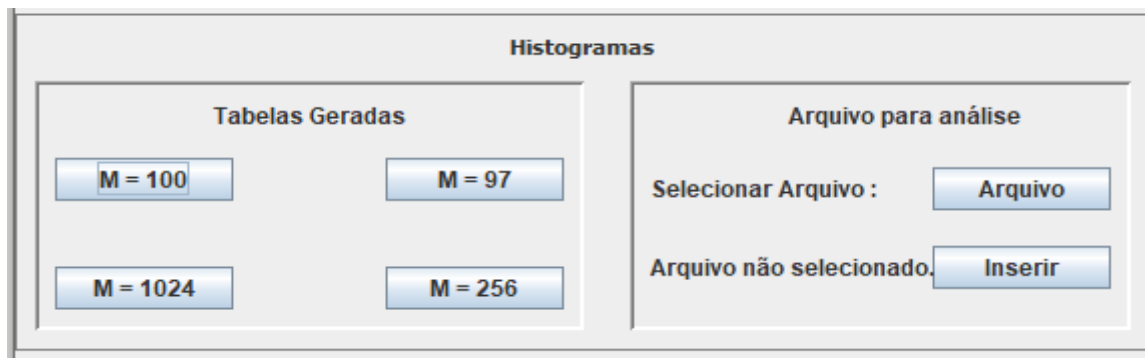 Histogramas
Tabelas Geradas
M = 100
M = 97
M = 1024
M = 256
Arquivo para análise
Selecionar Arquivo :
Arquivo
Arquivo não selecionado.
Inserir